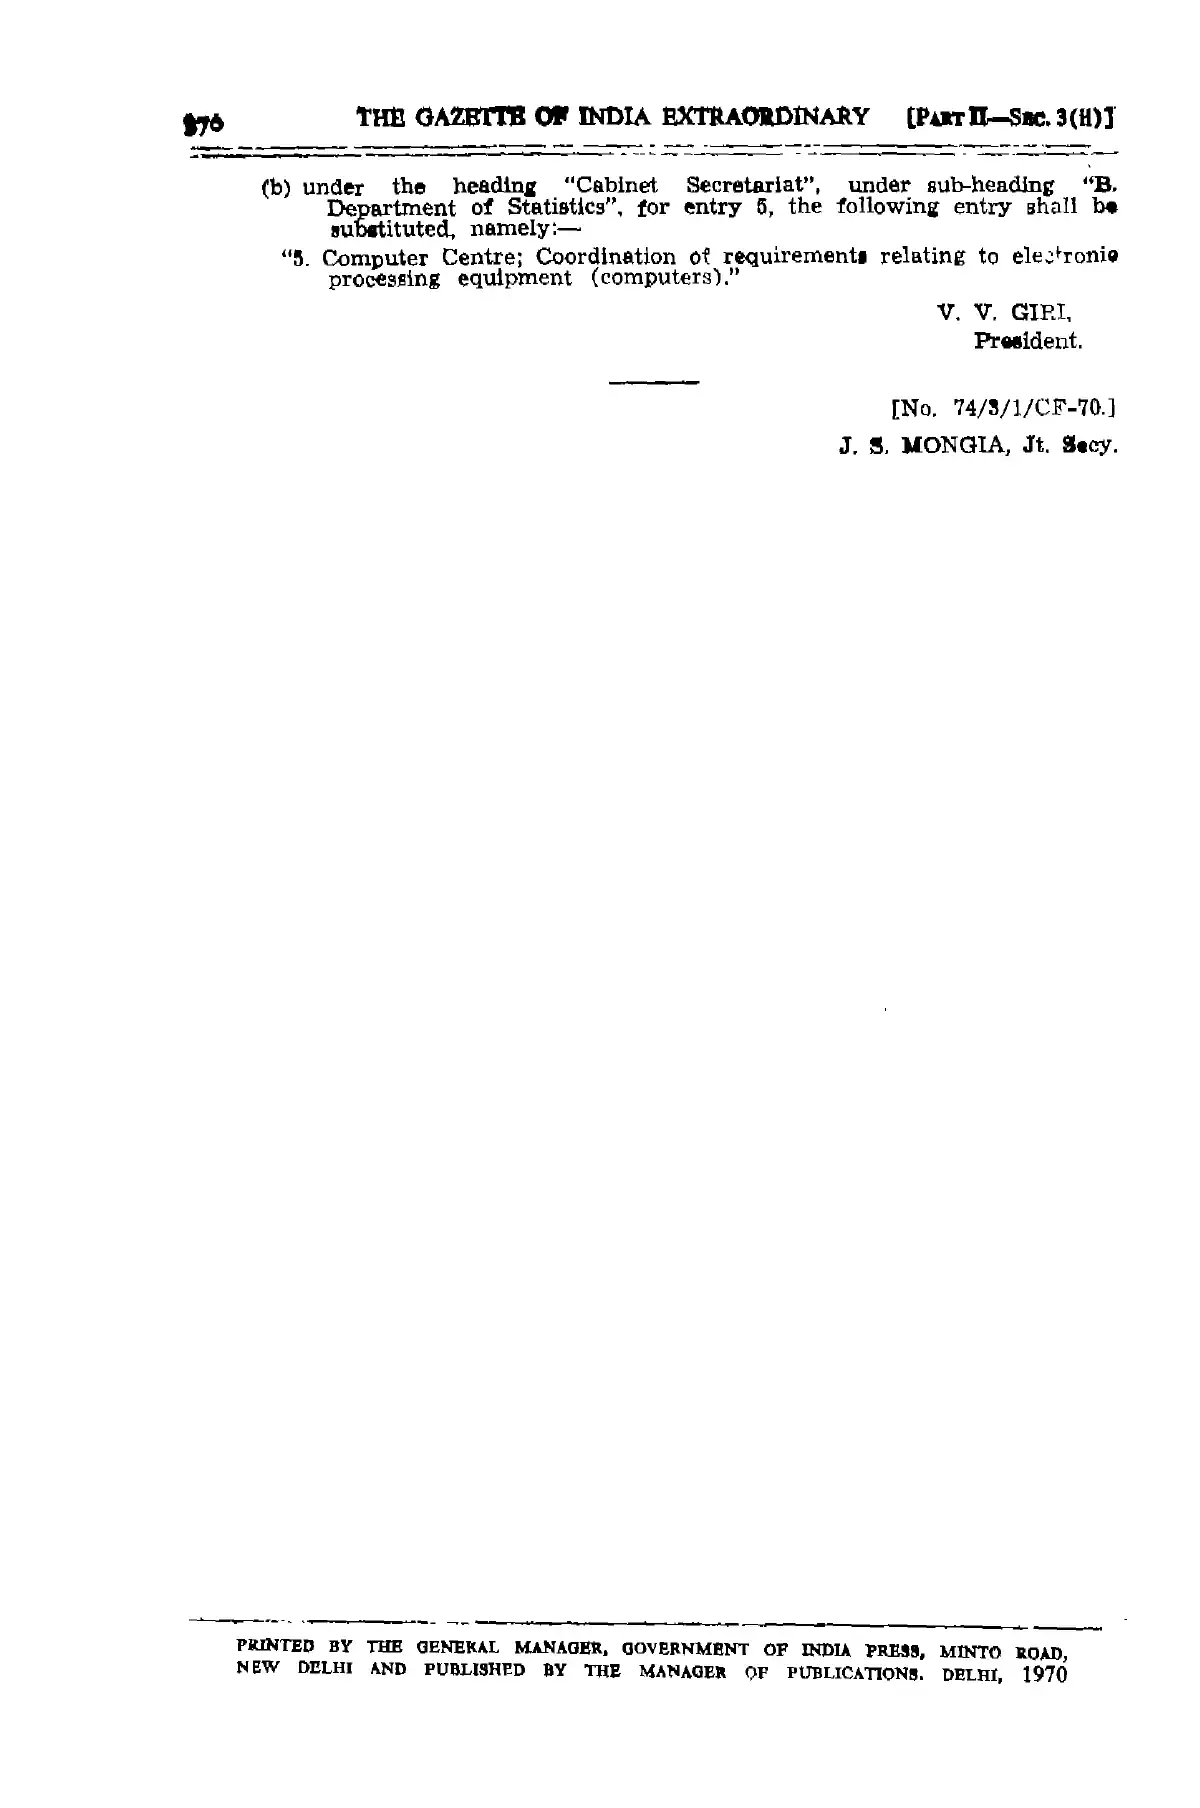 THE GAZETTE OF INDIA EXTRAORDINARY [PART II—SEC. 3(ii)]
(b) under the heading "Cabinet Secretariat", under sub-heading "B.
Department of Statistics", for entry 5, the following entry shall be
substituted, namely:—
"5. Computer Centre; Coordination of requirements relating to electronic
processing equipment (computers)."
V. V. GIRI,
President.
[No. 74/3/1/CF-70.]
J. S. MONGIA, Jt. Secy.
PRINTED BY THE GENERAL MANAGER, GOVERNMENT OF INDIA PRESS, MINTO ROAD,
NEW DELHI AND PUBLISHED BY THE MANAGER OF PUBLICATIONS. DELHI, 1970